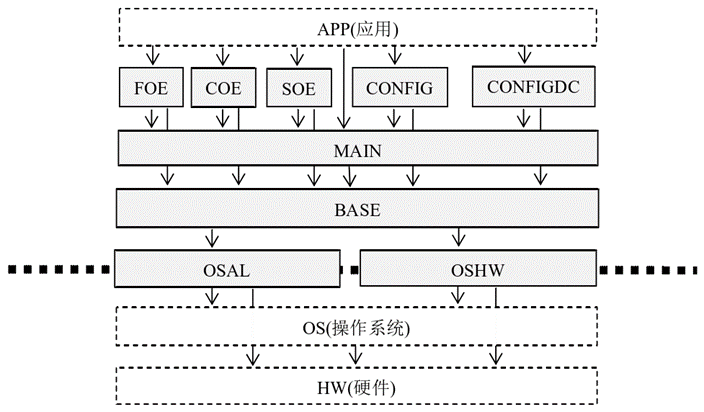 APP(应用)
FOE COE SOE CONFIG CONFIGDC
MAIN
BASE
OSAL OSHW
OS(操作系统)
HW(硬件)